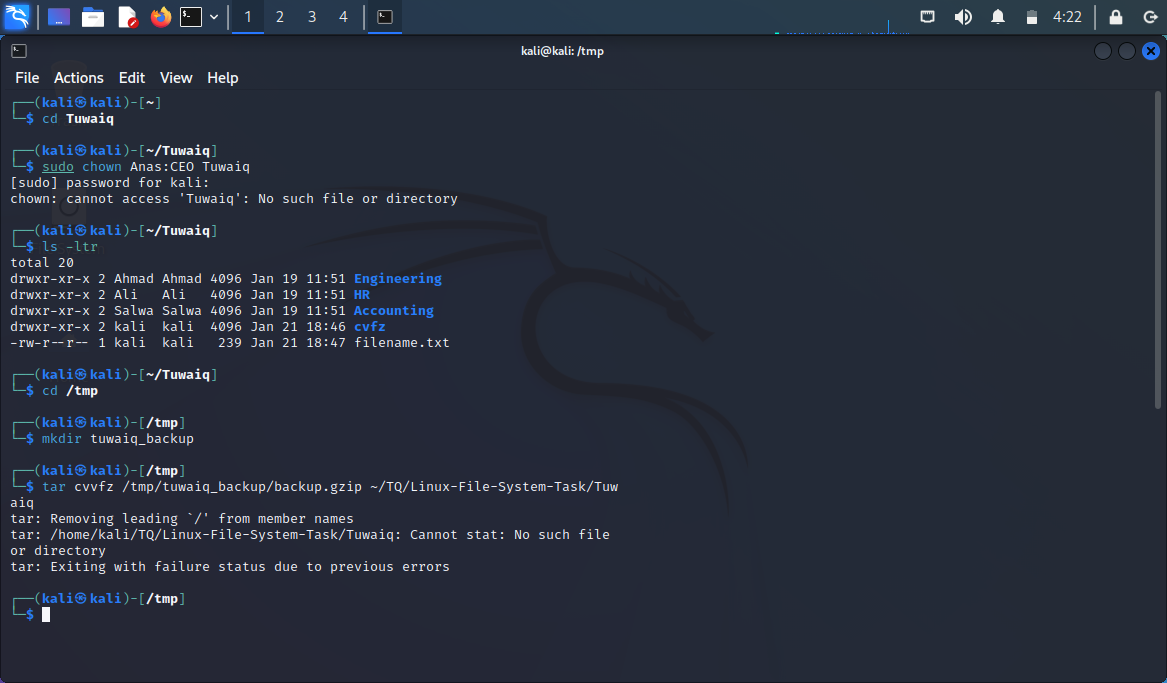 1 2 3 4 4:22
kali@kali: /tmp
File Actions Edit View Help
┌──(kali㉿kali)-[~]
└─$ cd Tuwaiq
┌──(kali㉿kali)-[~/Tuwaiq]
└─$ sudo chown Anas:CEO Tuwaiq
[sudo] password for kali:
chown: cannot access 'Tuwaiq': No such file or directory
┌──(kali㉿kali)-[~/Tuwaiq]
└─$ ls -ltr
total 20
drwxr-xr-x 2 Ahmad Ahmad 4096 Jan 19 11:51 Engineering
drwxr-xr-x 2 Ali   Ali   4096 Jan 19 11:51 HR
drwxr-xr-x 2 Salwa Salwa 4096 Jan 19 11:51 Accounting
drwxr-xr-x 2 kali  kali  4096 Jan 21 18:46 cvfz
-rw-r--r-- 1 kali  kali   239 Jan 21 18:47 filename.txt
┌──(kali㉿kali)-[~/Tuwaiq]
└─$ cd /tmp
┌──(kali㉿kali)-[/tmp]
└─$ mkdir tuwaiq_backup
┌──(kali㉿kali)-[/tmp]
└─$ tar cvvfz /tmp/tuwaiq_backup/backup.gzip ~/TQ/Linux-File-System-Task/Tuw
aiq
tar: Removing leading `/' from member names
tar: /home/kali/TQ/Linux-File-System-Task/Tuwaiq: Cannot stat: No such file
or directory
tar: Exiting with failure status due to previous errors
┌──(kali㉿kali)-[/tmp]
└─$